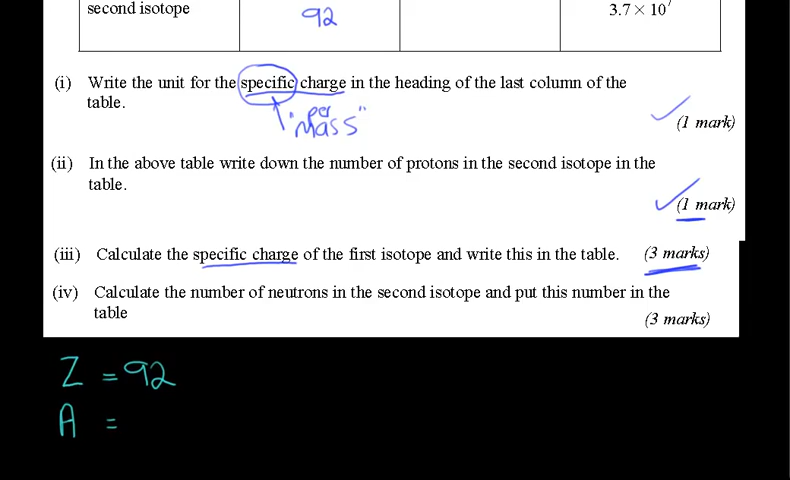 second isotope
92
3.7 × 10⁷
(i) Write the unit for the specific charge in the heading of the last column of the
table.
"per
mass"
(1 mark)
(ii) In the above table write down the number of protons in the second isotope in the
table.
(1 mark)
(iii) Calculate the specific charge of the first isotope and write this in the table. (3 marks)
(iv) Calculate the number of neutrons in the second isotope and put this number in the
table
(3 marks)
Z = 92
A =